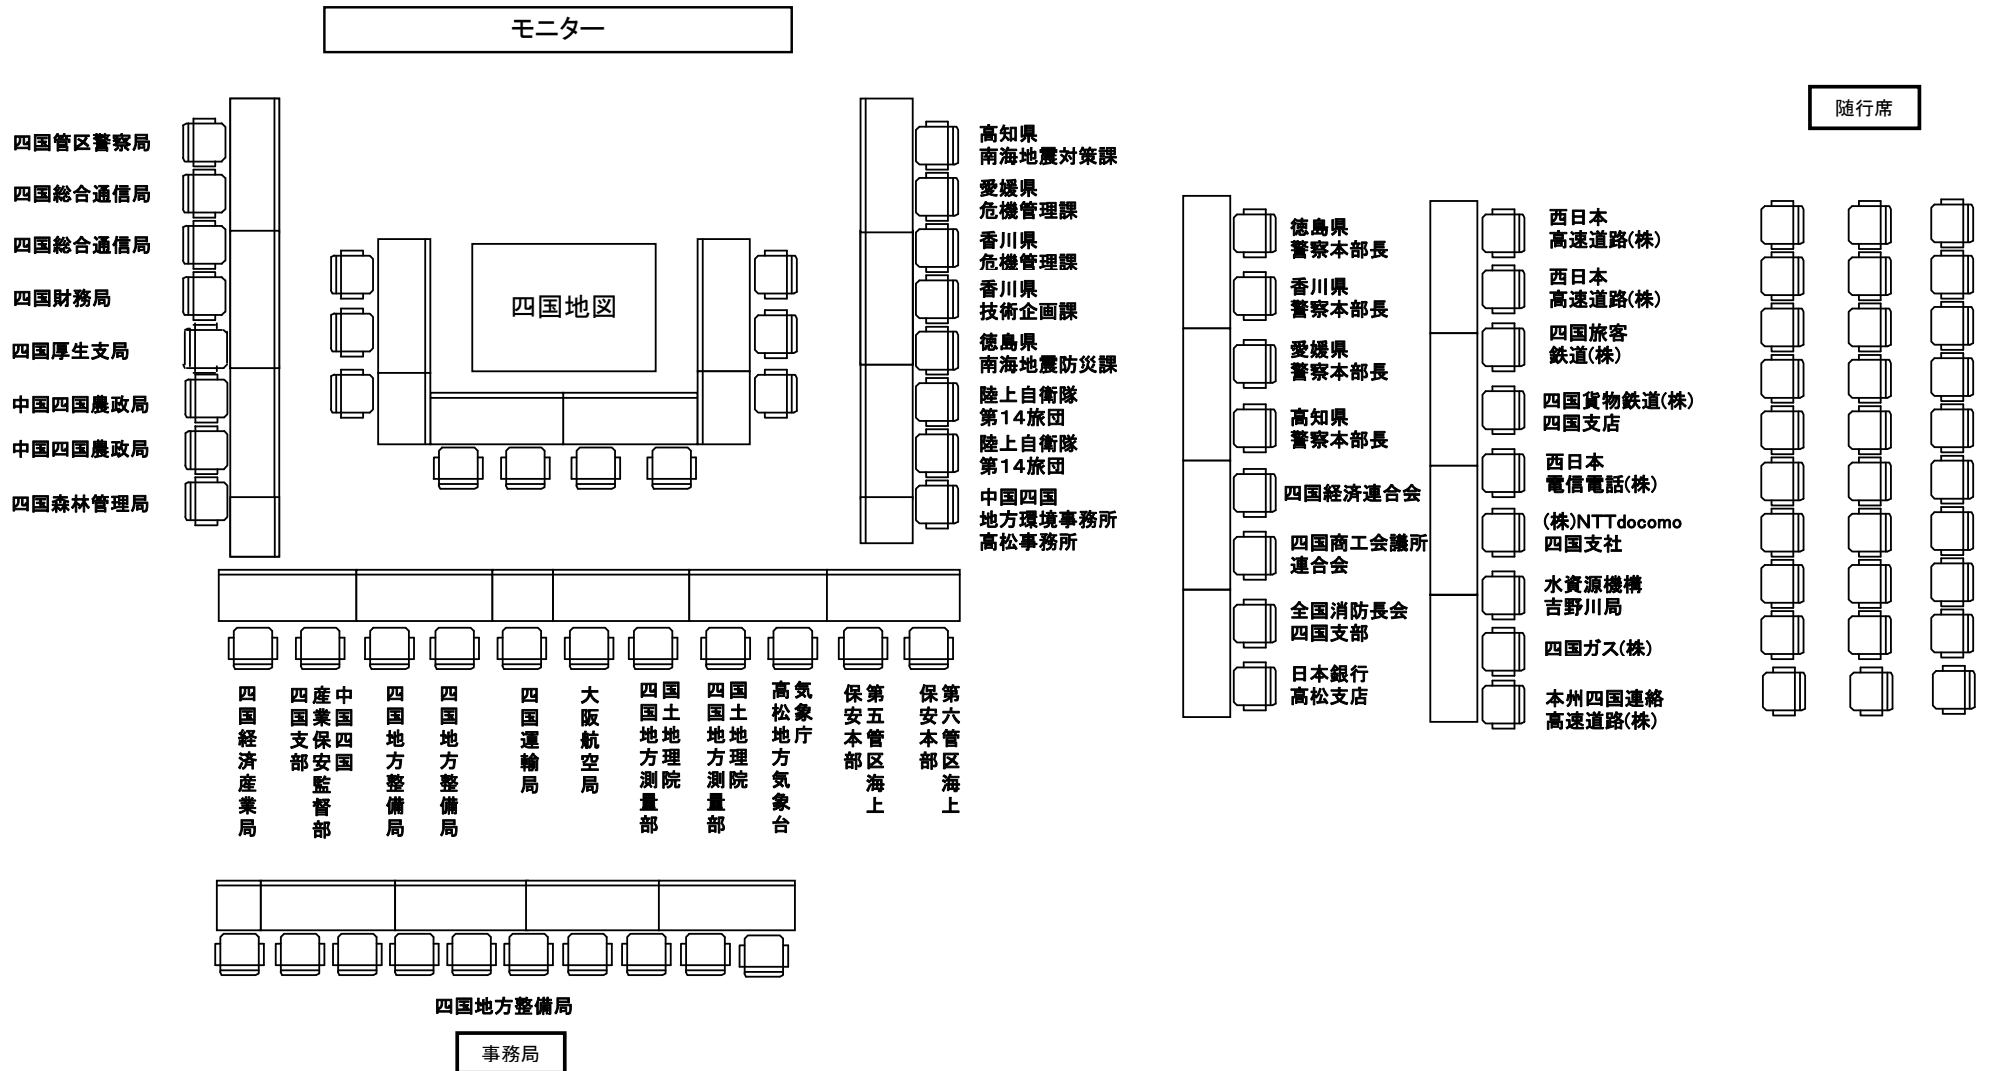 モニター
随行席
四国管区警察局
四国総合通信局
四国総合通信局
四国財務局
四国厚生支局
中国四国農政局
中国四国農政局
四国森林管理局
四国地図
高知県
南海地震対策課
愛媛県
危機管理課
香川県
危機管理課
香川県
技術企画課
徳島県
南海地震防災課
陸上自衛隊
第14旅団
陸上自衛隊
第14旅団
中国四国
地方環境事務所
高松事務所
徳島県
警察本部長
香川県
警察本部長
愛媛県
警察本部長
高知県
警察本部長
四国経済連合会
四国商工会議所
連合会
全国消防長会
四国支部
日本銀行
高松支店
西日本
高速道路(株)
西日本
高速道路(株)
四国旅客
鉄道(株)
四国貨物鉄道(株)
四国支店
西日本
電信電話(株)
(株)NTTdocomo
四国支社
水資源機構
吉野川局
四国ガス(株)
本州四国連絡
高速道路(株)
四国経済産業局
中国四国
産業保安監督部
四国支部
四国地方整備局
四国地方整備局
四国運輸局
大阪航空局
国土地理院
四国地方測量部
国土地理院
四国地方測量部
気象庁
高松地方気象台
第五管区海上
保安本部
第六管区海上
保安本部
四国地方整備局
事務局